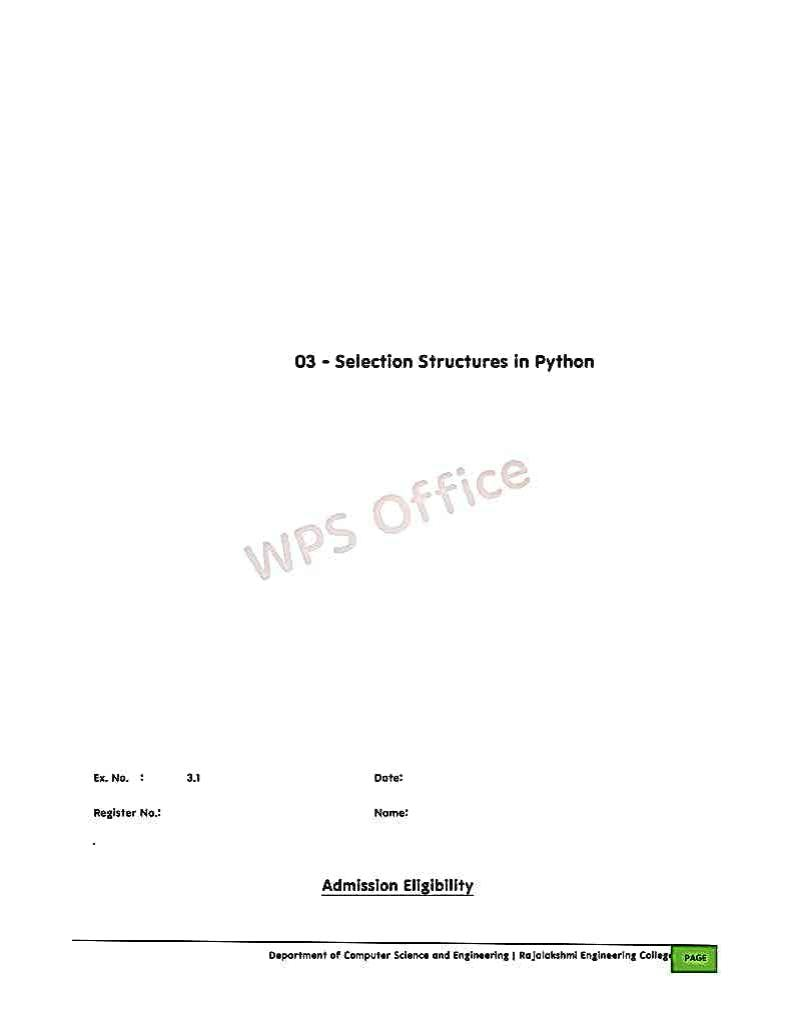 03 - Selection Structures in Python
WPS Office
Ex. No. : 3.1 Date:
Register No.: Name:
.
Admission Eligibility
Department of Computer Science and Engineering | Rajalakshmi Engineering College PAGE